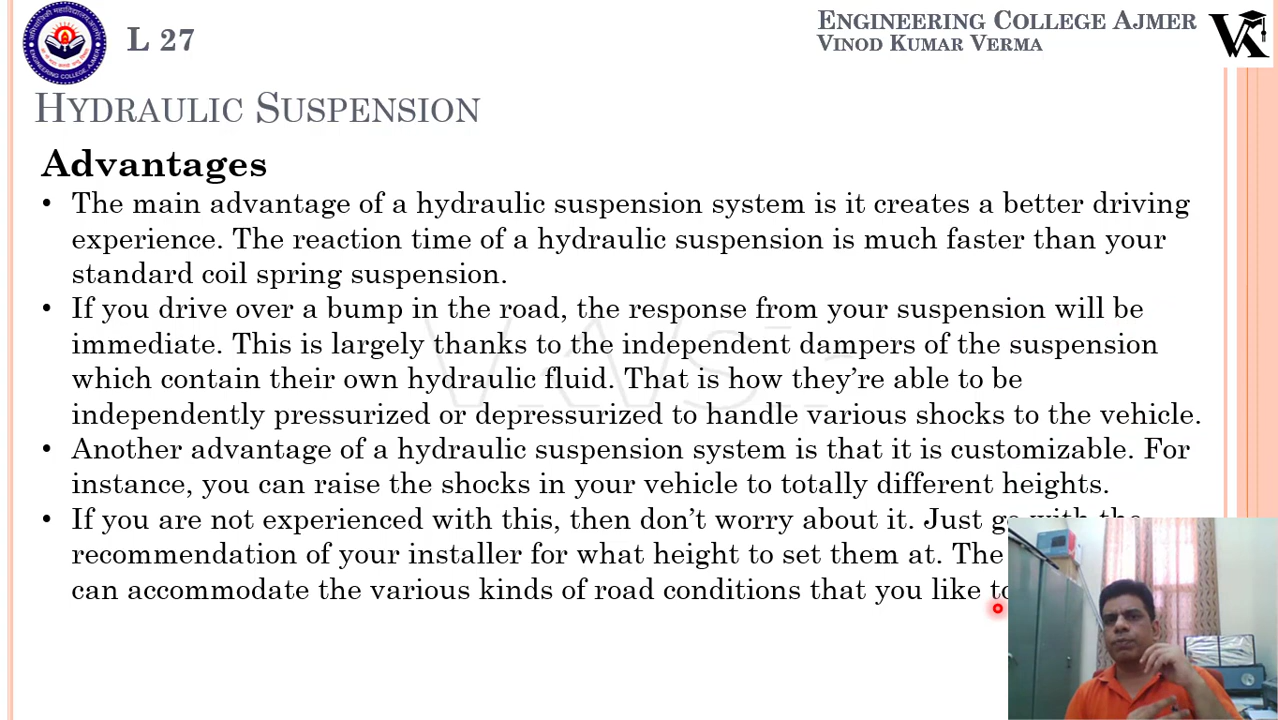 L 27
ENGINEERING COLLEGE AJMER
VINOD KUMAR VERMA
HYDRAULIC SUSPENSION
Advantages
• The main advantage of a hydraulic suspension system is it creates a better driving
experience. The reaction time of a hydraulic suspension is much faster than your
standard coil spring suspension.
• If you drive over a bump in the road, the response from your suspension will be
immediate. This is largely thanks to the independent dampers of the suspension
which contain their own hydraulic fluid. That is how they're able to be
independently pressurized or depressurized to handle various shocks to the vehicle.
• Another advantage of a hydraulic suspension system is that it is customizable. For
instance, you can raise the shocks in your vehicle to totally different heights.
• If you are not experienced with this, then don't worry about it. Just go with the
recommendation of your installer for what height to set them at. The
can accommodate the various kinds of road conditions that you like to